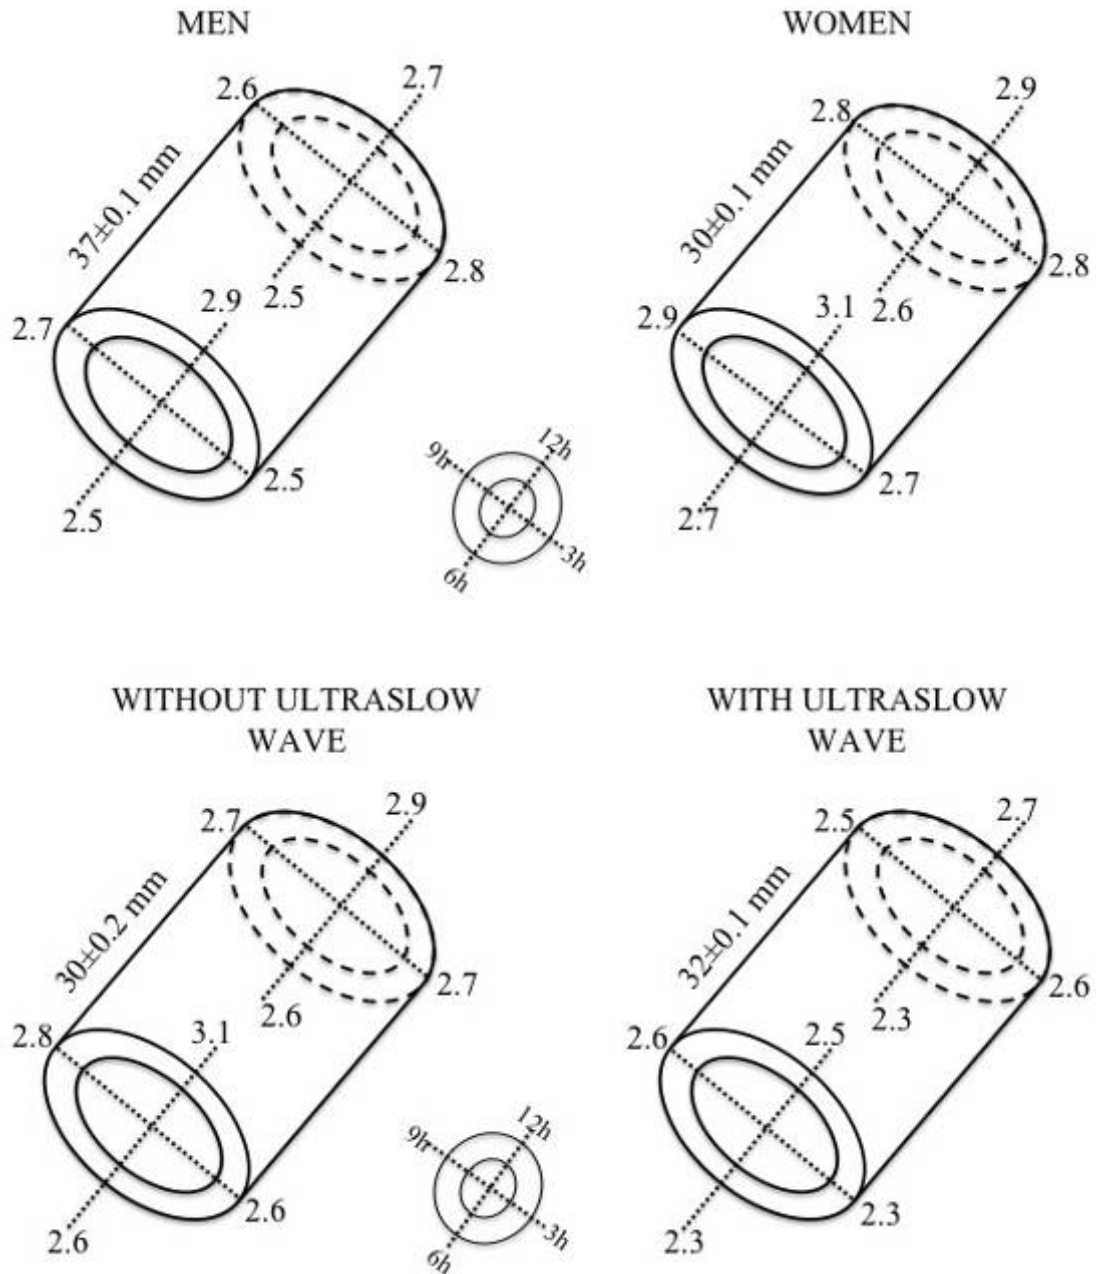 MEN
WOMEN
2.6
2.7
37±0.1 mm
2.8
2.5
2.7
2.9
2.5
2.5
2.8
2.9
30±0.1 mm
2.8
2.6
2.9
3.1
2.7
2.7
9h
12h
3h
6h
WITHOUT ULTRASLOW
WAVE
WITH ULTRASLOW
WAVE
2.7
2.9
30±0.2 mm
2.7
2.6
2.8
3.1
2.6
2.6
9h
12h
3h
6h
2.5
2.7
32±0.1 mm
2.6
2.3
2.6
2.5
2.3
2.3